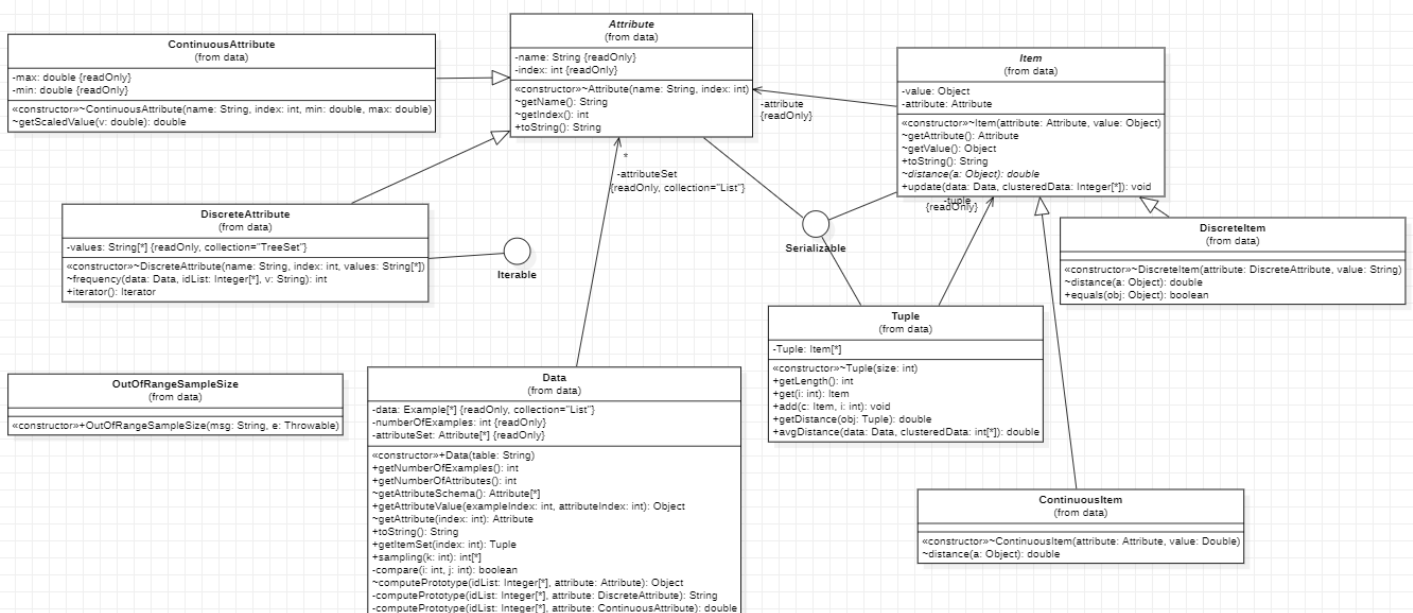 Attribute
(from data)
-name: String {readOnly}
-index: int {readOnly}
«constructor»~Attribute(name: String, index: int)
~getName(): String
~getIndex(): int
+toString(): String
ContinuousAttribute
(from data)
-max: double {readOnly}
-min: double {readOnly}
«constructor»~ContinuousAttribute(name: String, index: int, min: double, max: double)
~getScaledValue(v: double): double
Item
(from data)
-value: Object
-attribute: Attribute
«constructor»~Item(attribute: Attribute, value: Object)
~getAttribute(): Attribute
~getValue(): Object
+toString(): String
~distance(a: Object): double
+update(data: Data, clusteredData: Integer[*]): void
-attribute
{readOnly}
*
-attributeSet
{readOnly, collection="List"}
-tuple
{readOnly}
DiscreteAttribute
(from data)
-values: String[*] {readOnly, collection="TreeSet"}
«constructor»~DiscreteAttribute(name: String, index: int, values: String[*])
~frequency(data: Data, idList: Integer[*], v: String): int
+iterator(): Iterator
Iterable
Serializable
DiscreteItem
(from data)
«constructor»~DiscreteItem(attribute: DiscreteAttribute, value: String)
~distance(a: Object): double
+equals(obj: Object): boolean
Tuple
(from data)
-Tuple: Item[*]
«constructor»~Tuple(size: int)
+getLength(): int
+get(i: int): Item
+add(c: Item, i: int): void
+getDistance(obj: Tuple): double
+avgDistance(data: Data, clusteredData: int[*]): double
OutOfRangeSampleSize
(from data)
«constructor»+OutOfRangeSampleSize(msg: String, e: Throwable)
Data
(from data)
-data: Example[*] {readOnly, collection="List"}
-numberOfExamples: int {readOnly}
-attributeSet: Attribute[*] {readOnly}
«constructor»+Data(table: String)
+getNumberOfExamples(): int
+getNumberOfAttributes(): int
~getAttributeSchema(): Attribute[*]
+getAttributeValue(exampleIndex: int, attributeIndex: int): Object
~getAttribute(index: int): Attribute
+toString(): String
+getItemSet(index: int): Tuple
+sampling(k: int): int[*]
-compare(i: int, j: int): boolean
~computePrototype(idList: Integer[*], attribute: Attribute): Object
-computePrototype(idList: Integer[*], attribute: DiscreteAttribute): String
-computePrototype(idList: Integer[*], attribute: ContinuousAttribute): double
ContinuousItem
(from data)
«constructor»~ContinuousItem(attribute: Attribute, value: Double)
~distance(a: Object): double